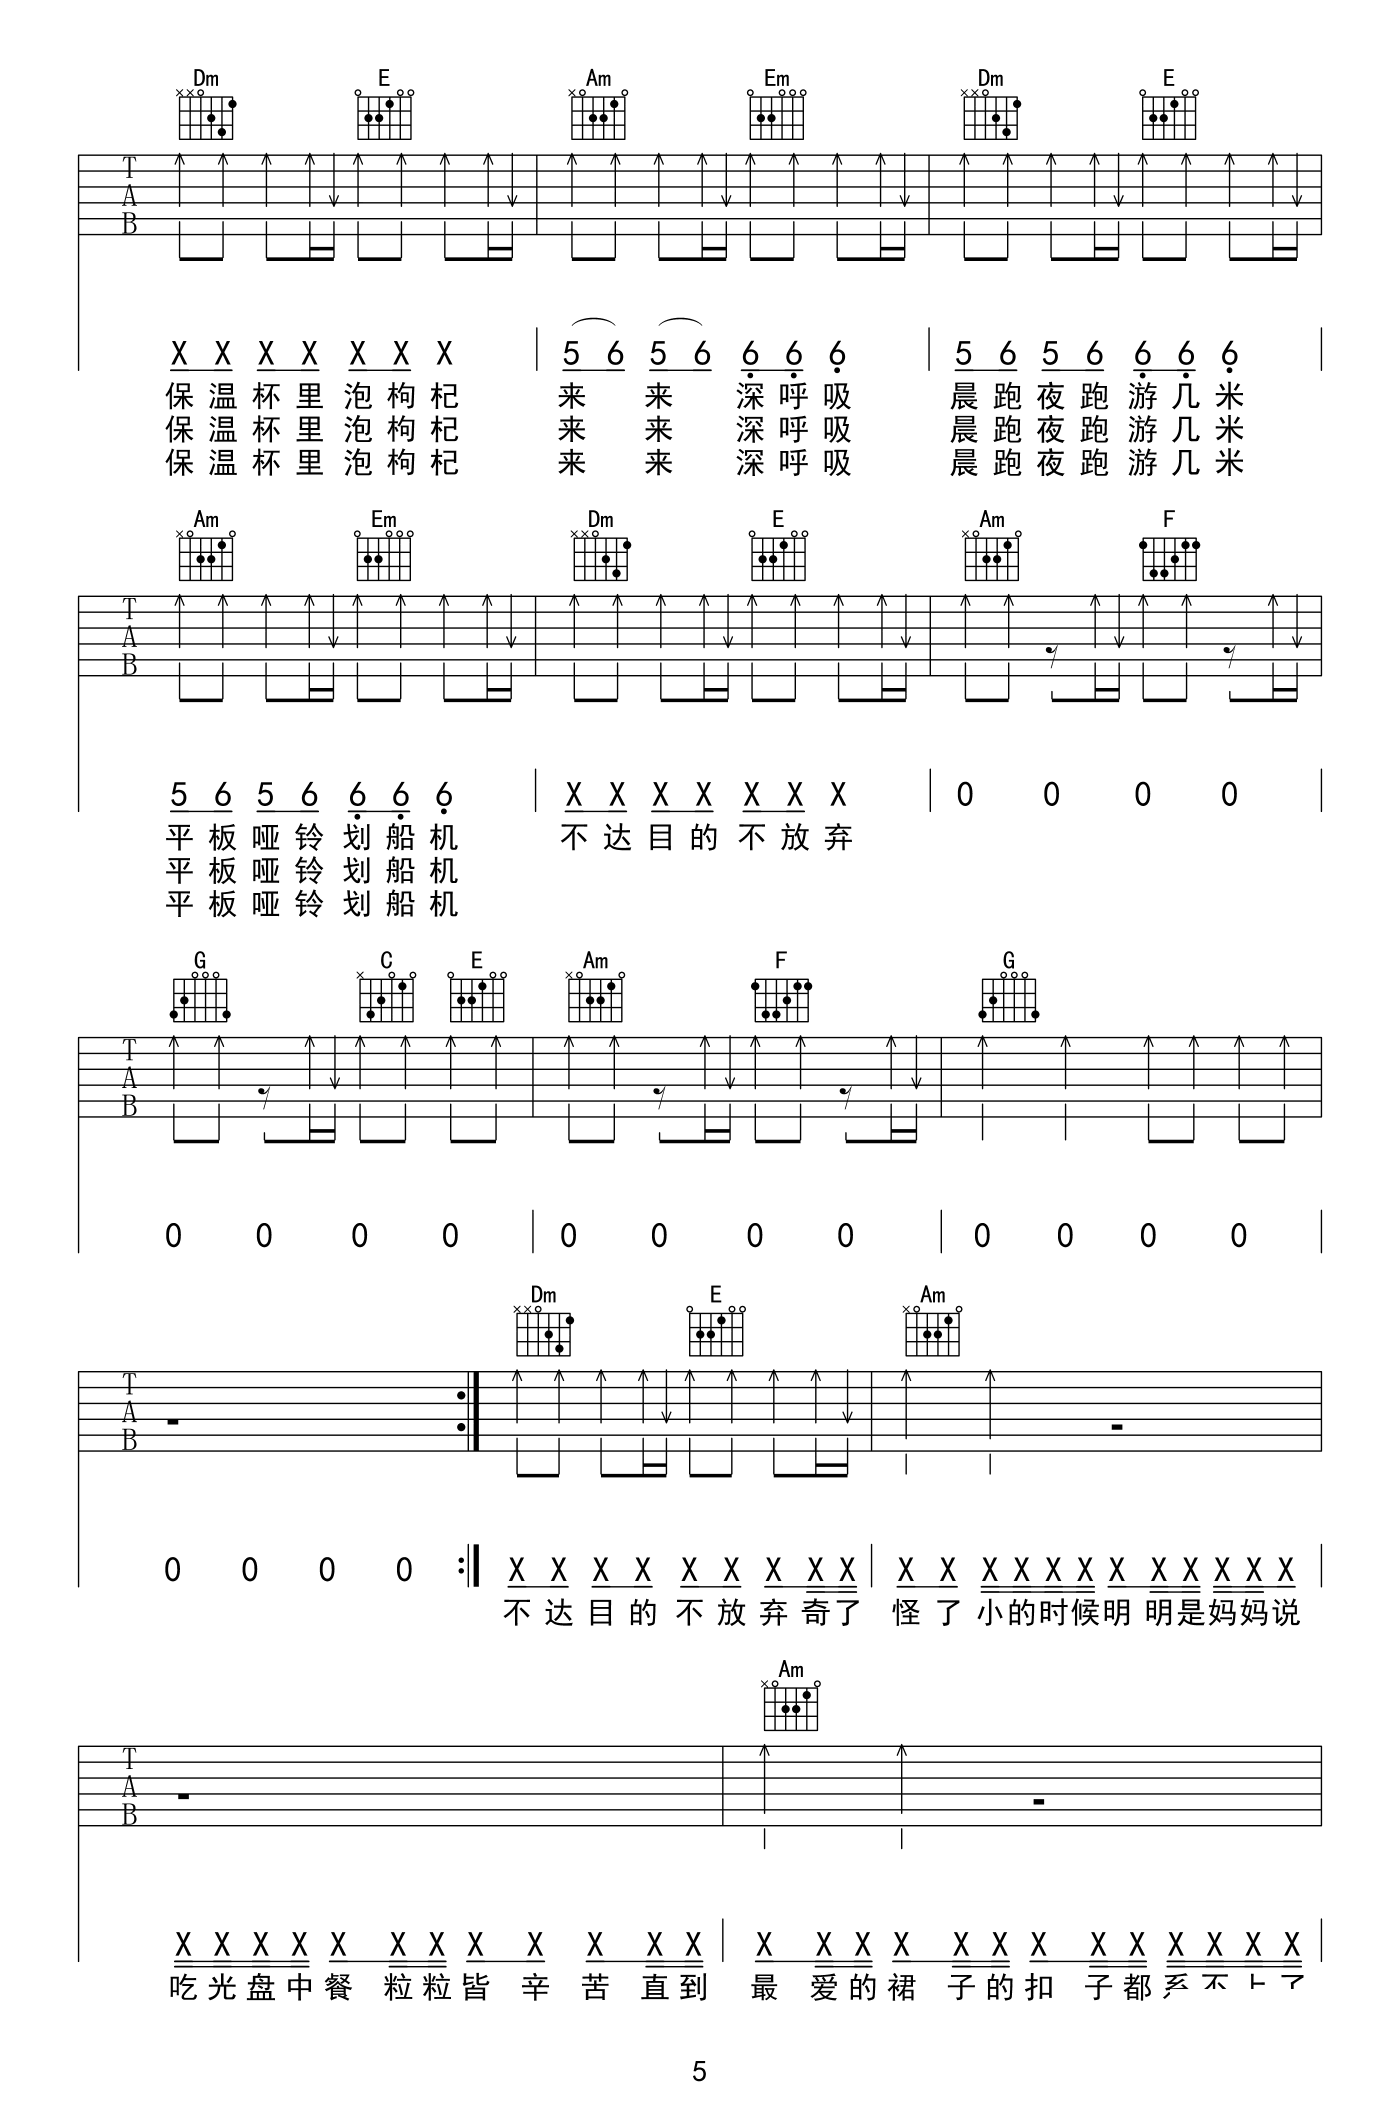 Dm E Am Em Dm E
T A B
X X X X X X X 5 6 5 6 6 6 6 5 6 5 6 6 6 6
保温杯里泡枸杞 来 来 深呼吸 晨跑夜跑游几米
保温杯里泡枸杞 来 来 深呼吸 晨跑夜跑游几米
保温杯里泡枸杞 来 来 深呼吸 晨跑夜跑游几米
Am Em Dm E Am F
T A B
5 6 5 6 6 6 6 X X X X X X X 0 0 0 0
平板哑铃划船机 不达目的不放弃
平板哑铃划船机
平板哑铃划船机
G C E Am F G
T A B
0 0 0 0 0 0 0 0 0 0 0 0
Dm E Am
T A B
0 0 0 0 X X X X X X X X X X X X X X X X X X X X X
不达目的不放弃奇了 怪了小的时候明明是妈妈说
Am
T A B
X X X X X X X X X X X X X X X X X X X X X X X X X
吃光盘中餐粒粒皆辛苦直到 最爱的裙子的扣子都系不上了
5